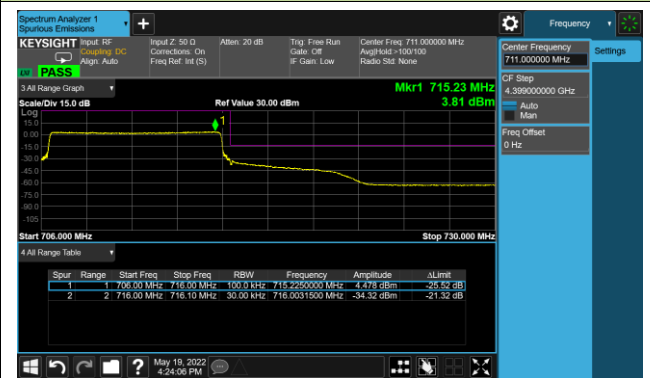 Spectrum Analyzer 1
Spurious Emissions
Frequency
KEYSIGHT
Input: RF
Coupling: DC
Align: Auto
Input Z: 50 Ω
Corrections: On
Freq Ref: Int (S)
Atten: 20 dB
Trig: Free Run
Gate: Off
IF Gain: Low
Center Freq: 711.000000 MHz
Avg|Hold:>100/100
Radio Std: None
LXI
PASS
Center Frequency
711.000000 MHz
Settings
CF Step
4.399000000 GHz
Auto
Man
Freq Offset
0 Hz
3 All Range Graph
Mkr1 715.23 MHz
Scale/Div 15.0 dB
Ref Value 30.00 dBm
3.81 dBm
Log
15.0
0.00
-15.0
-30.0
-45.0
-60.0
-75.0
-90.0
-105
1
Start 706.000 MHz
Stop 730.000 MHz
4 All Range Table
Spur Range Start Freq Stop Freq RBW Frequency Amplitude ΔLimit
1 1 706.00 MHz 716.00 MHz 100.0 kHz 715.2250000 MHz 4.478 dBm -25.52 dB
2 2 716.00 MHz 716.10 MHz 30.00 kHz 716.0031500 MHz -34.32 dBm -21.32 dB
?
May 19, 2022
4:24:06 PM